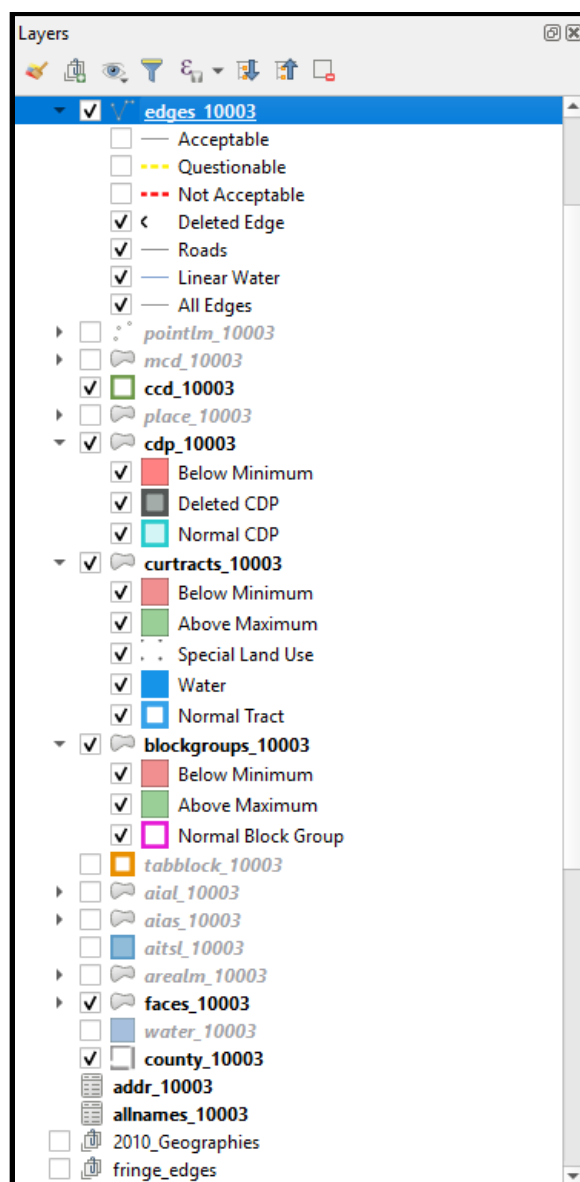 Layers
edges_10003
Acceptable
Questionable
Not Acceptable
Deleted Edge
Roads
Linear Water
All Edges
pointlm_10003
mcd_10003
ccd_10003
place_10003
cdp_10003
Below Minimum
Deleted CDP
Normal CDP
curtracts_10003
Below Minimum
Above Maximum
Special Land Use
Water
Normal Tract
blockgroups_10003
Below Minimum
Above Maximum
Normal Block Group
tabblock_10003
aial_10003
aias_10003
aitsl_10003
arealm_10003
faces_10003
water_10003
county_10003
addr_10003
allnames_10003
2010_Geographies
fringe_edges